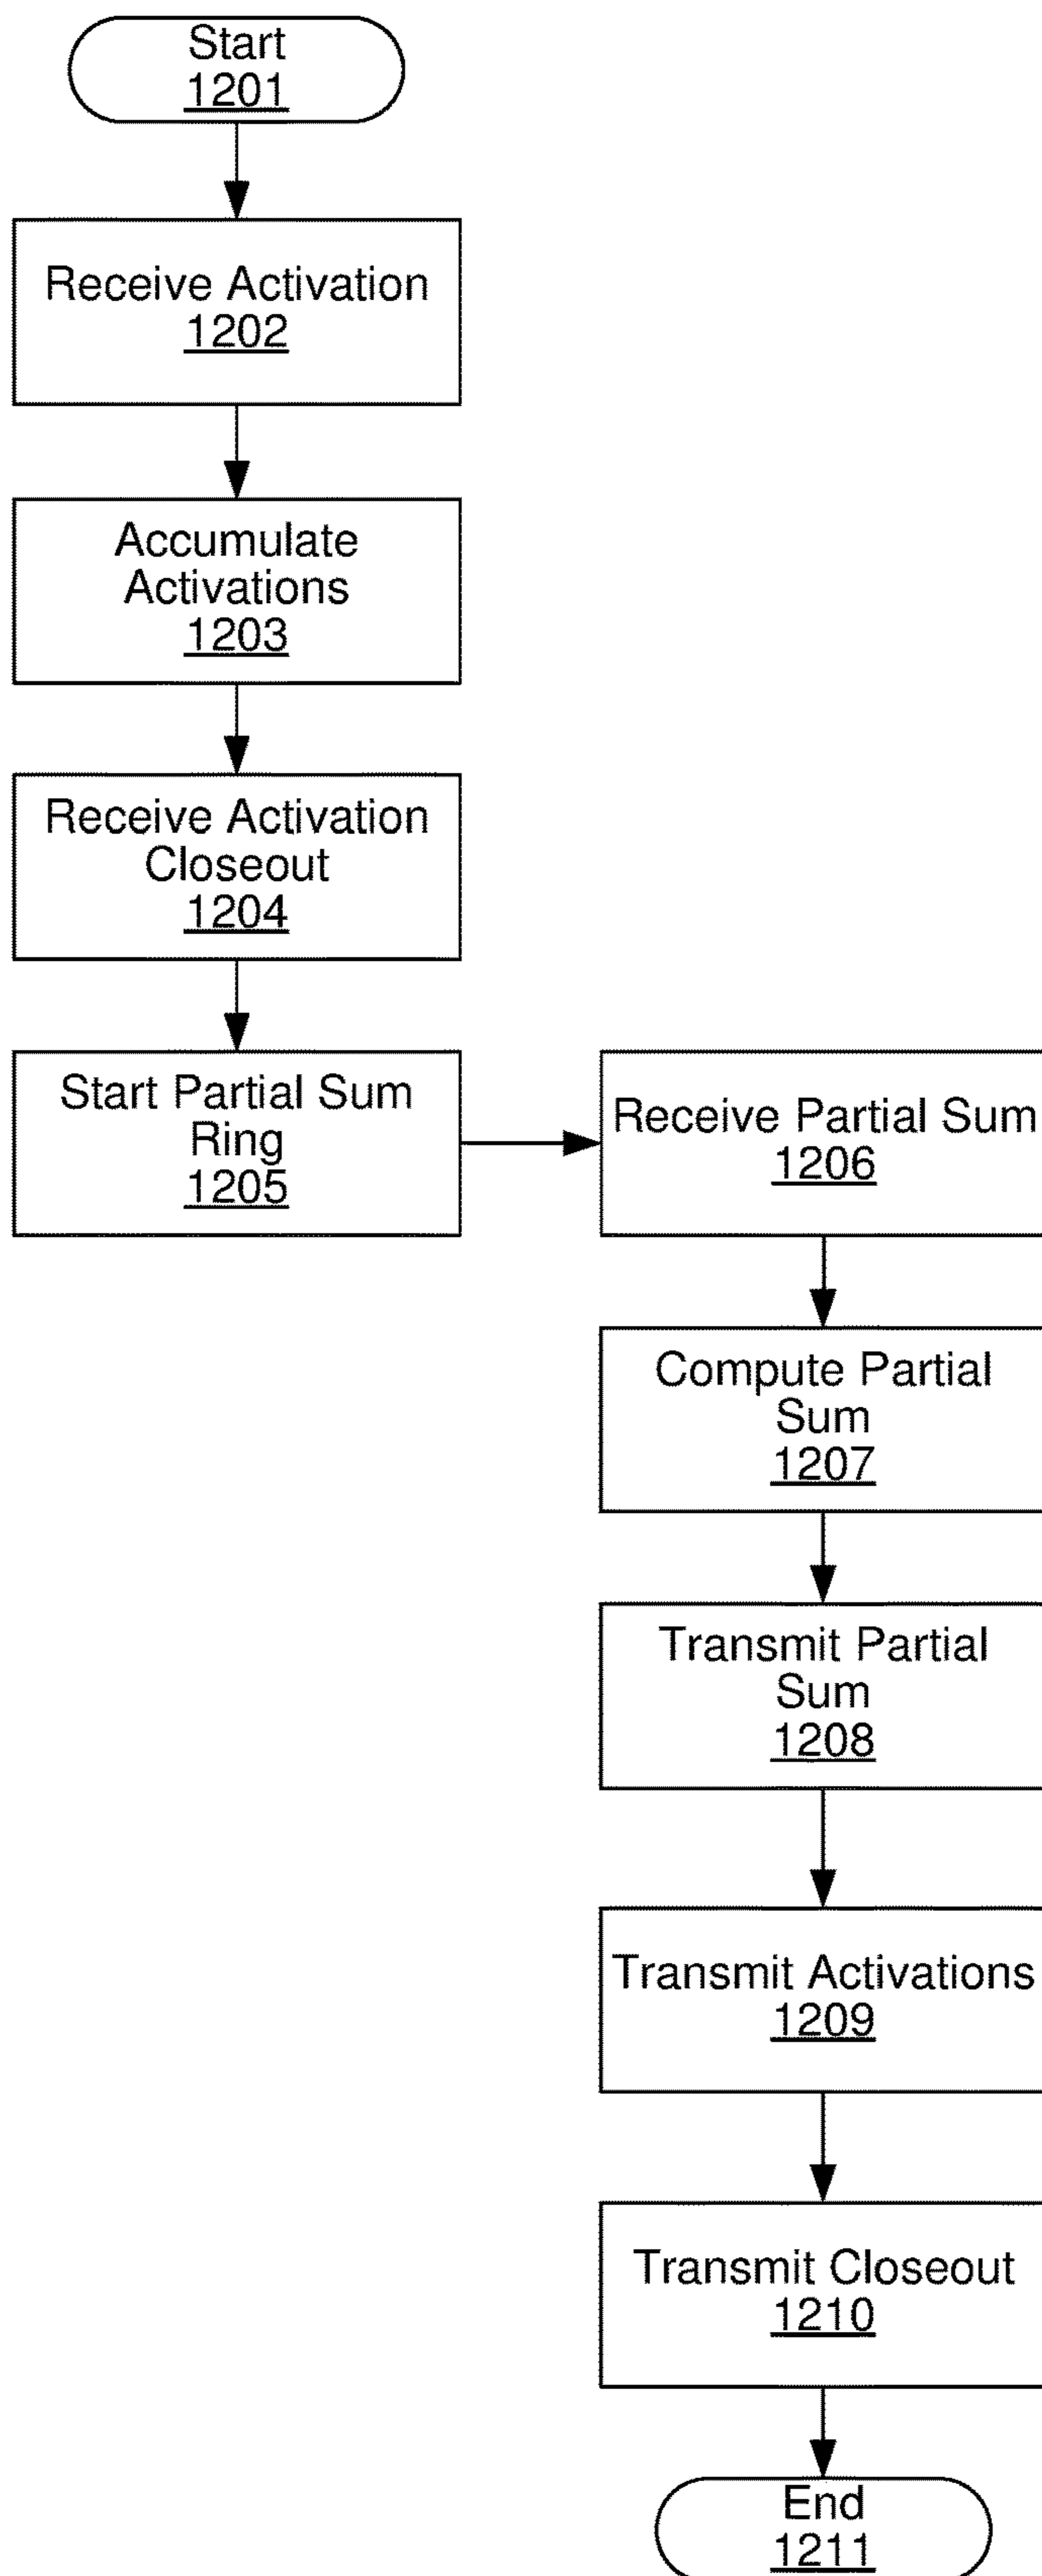 Start
1201
Receive Activation
1202
Accumulate
Activations
1203
Receive Activation
Closeout
1204
Start Partial Sum
Ring
1205
Receive Partial Sum
1206
Compute Partial
Sum
1207
Transmit Partial
Sum
1208
Transmit Activations
1209
Transmit Closeout
1210
End
1211